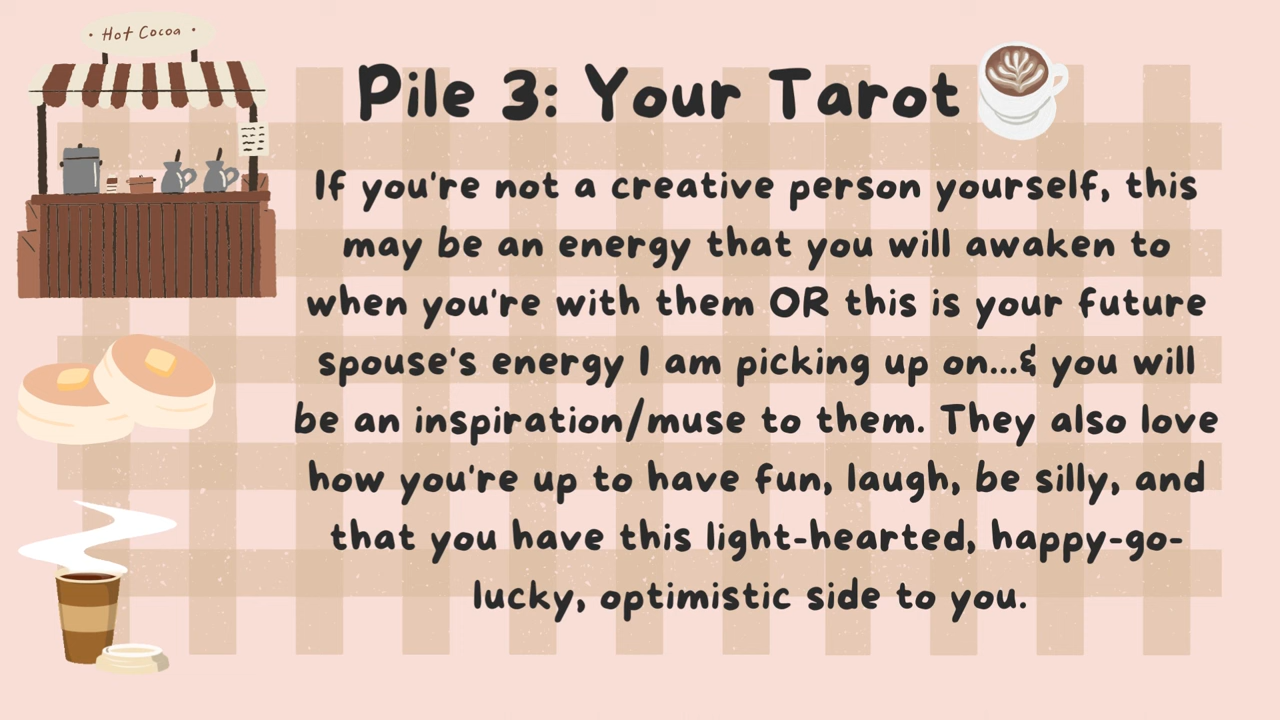 · Hot Cocoa ·
Pile 3: Your Tarot
If you're not a creative person yourself, this
may be an energy that you will awaken to
when you're with them OR this is your future
spouse's energy I am picking up on...& you will
be an inspiration/muse to them. They also love
how you're up to have fun, laugh, be silly, and
that you have this light-hearted, happy-go-
lucky, optimistic side to you.